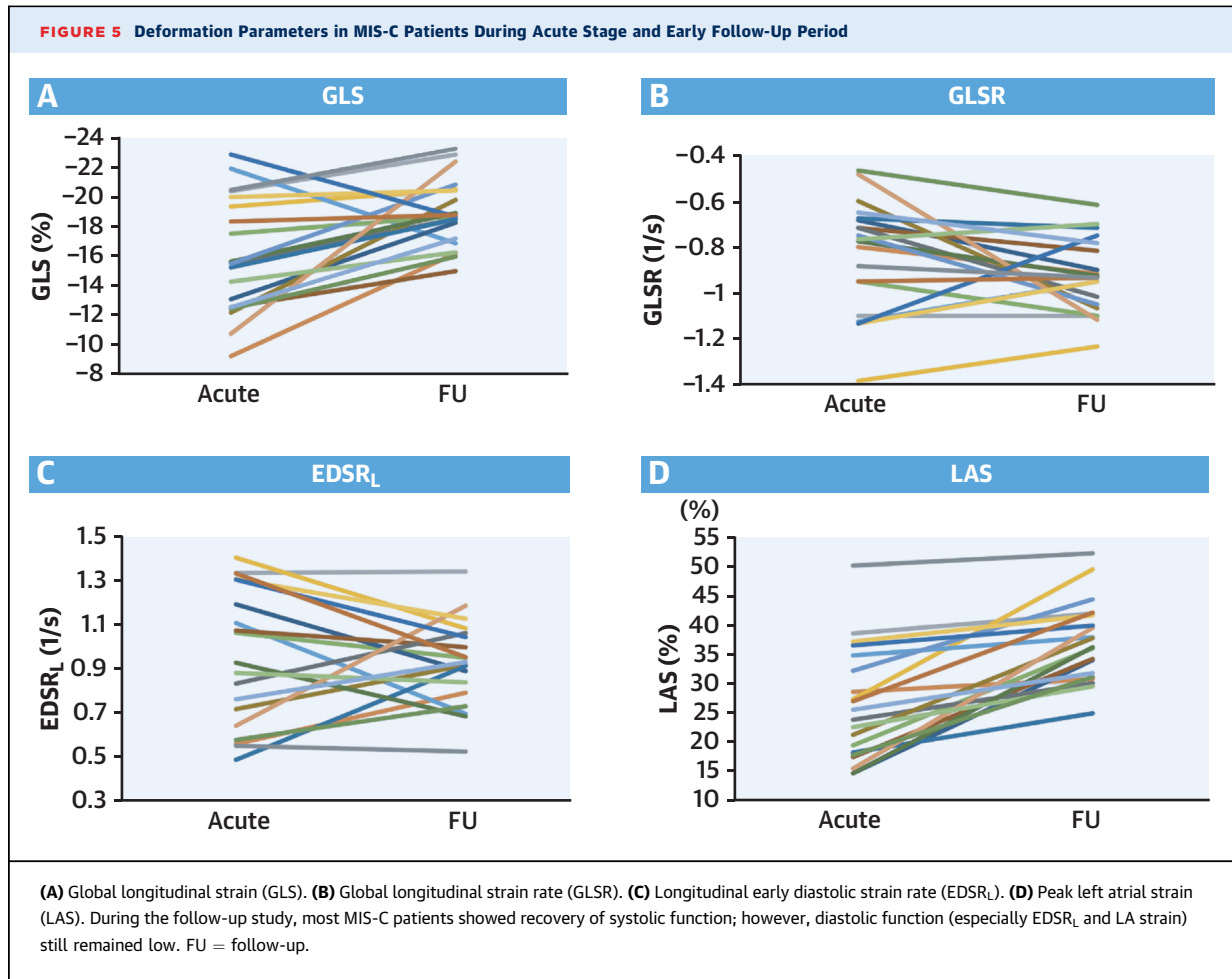 FIGURE 5 Deformation Parameters in MIS-C Patients During Acute Stage and Early Follow-Up Period
A GLS
GLS (%)
−24
−22
−20
−18
−16
−14
−12
−10
−8
Acute FU
B GLSR
GLSR (1/s)
−0.4
−0.6
−0.8
−1
−1.2
−1.4
Acute FU
C EDSRL
EDSRL (1/s)
1.5
1.3
1.1
0.9
0.7
0.5
0.3
Acute FU
D LAS
(%)
LAS (%)
55
50
45
40
35
30
25
20
15
10
Acute FU
(A) Global longitudinal strain (GLS). (B) Global longitudinal strain rate (GLSR). (C) Longitudinal early diastolic strain rate (EDSRL). (D) Peak left atrial strain
(LAS). During the follow-up study, most MIS-C patients showed recovery of systolic function; however, diastolic function (especially EDSRL and LA strain)
still remained low. FU = follow-up.